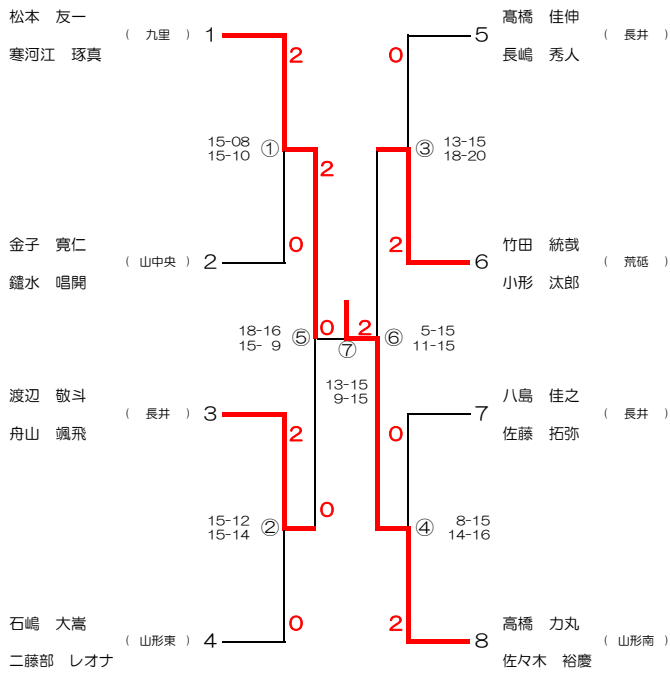 松本　友一
寒河江　琢真
（　九里　） 1
2
15-08
15-10 ①
2
金子　寛仁
鑓水　唱開
（　山中央　） 2
0
18-16
15- 9 ⑤ 0
渡辺　敬斗
舟山　颯飛
（　長井　） 3
2
15-12
15-14 ②
0
石嶋　大嵩
二藤部　レオナ
（　山形東　） 4
0
2 ⑦
13-15
9-15
髙橋　佳伸
長嶋　秀人
5 （　長井　）
0
③ 13-15
18-20
2
竹田　統哉
小形　汰郎
6 （　荒砥　）
⑥ 5-15
11-15
八島　佳之
佐藤　拓弥
7 （　長井　）
0
④ 8-15
14-16
2
高橋　力丸
佐々木　裕慶
8 （　山形南　）